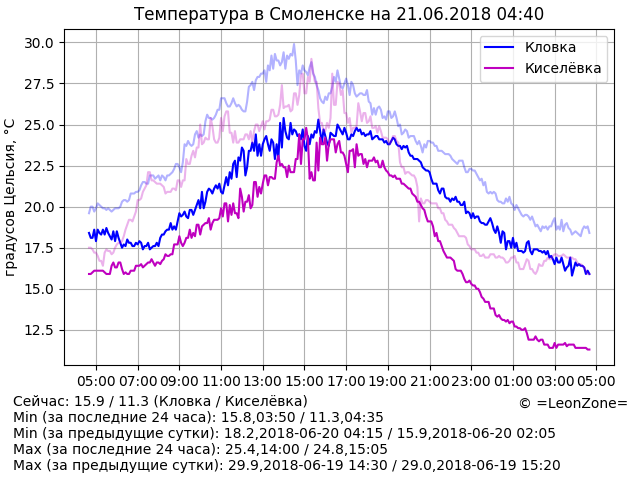 Температура в Смоленске на 21.06.2018 04:40
градусов Цельсия, °C
30.0
27.5
25.0
22.5
20.0
17.5
15.0
12.5
Кловка
Киселёвка
05:00 07:00 09:00 11:00 13:00 15:00 17:00 19:00 21:00 23:00 01:00 03:00 05:00
Сейчас: 15.9 / 11.3 (Кловка / Киселёвка)
© =LeonZone=
Min (за последние 24 часа): 15.8,03:50 / 11.3,04:35
Min (за предыдущие сутки): 18.2,2018-06-20 04:15 / 15.9,2018-06-20 02:05
Max (за последние 24 часа): 25.4,14:00 / 24.8,15:05
Max (за предыдущие сутки): 29.9,2018-06-19 14:30 / 29.0,2018-06-19 15:20